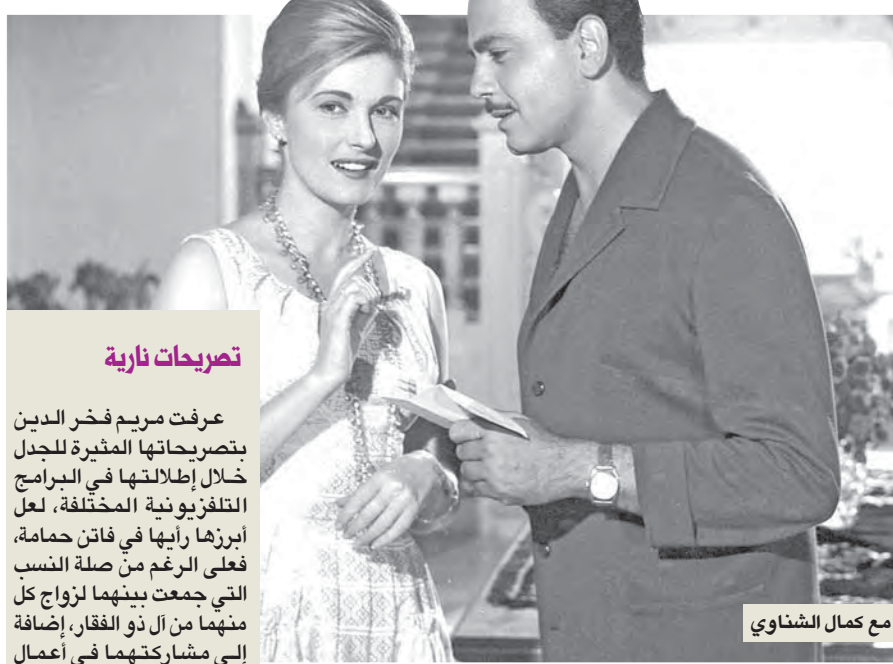 تصريحات نارية
عرفت مريم فخر الدين
بتصريحاتها المثيرة للجدل
خلال إطلالتها في البرامج
التلفزيونية المختلفة، لعل
أبرزها رأيها في فاتن حمامة،
فعلى الرغم من صلة النسب
التي جمعت بينهما لزواج كل
منهما من آل ذو الفقار، إضافة
إلى مشاركتهما في أعمال
مع كمال الشناوي